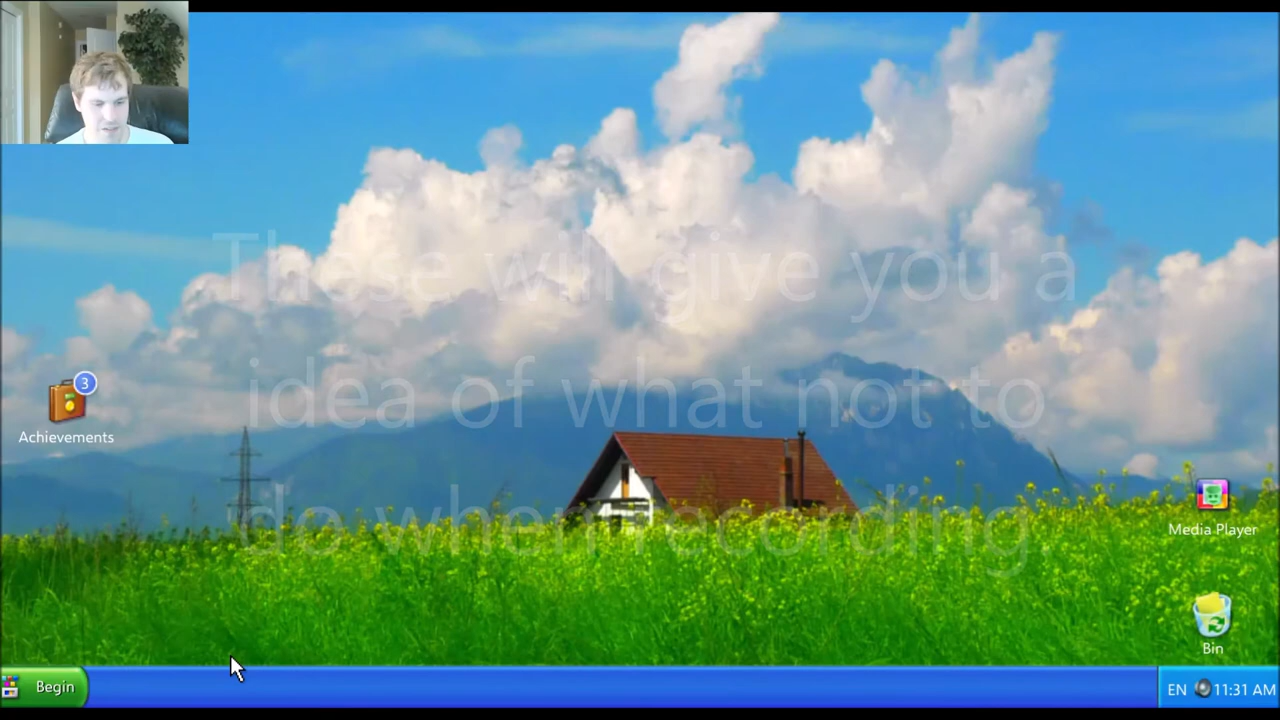 These will give you a
idea of what not to
do when recording.
3
Achievements
Media Player
Bin
Begin
EN 11:31 AM